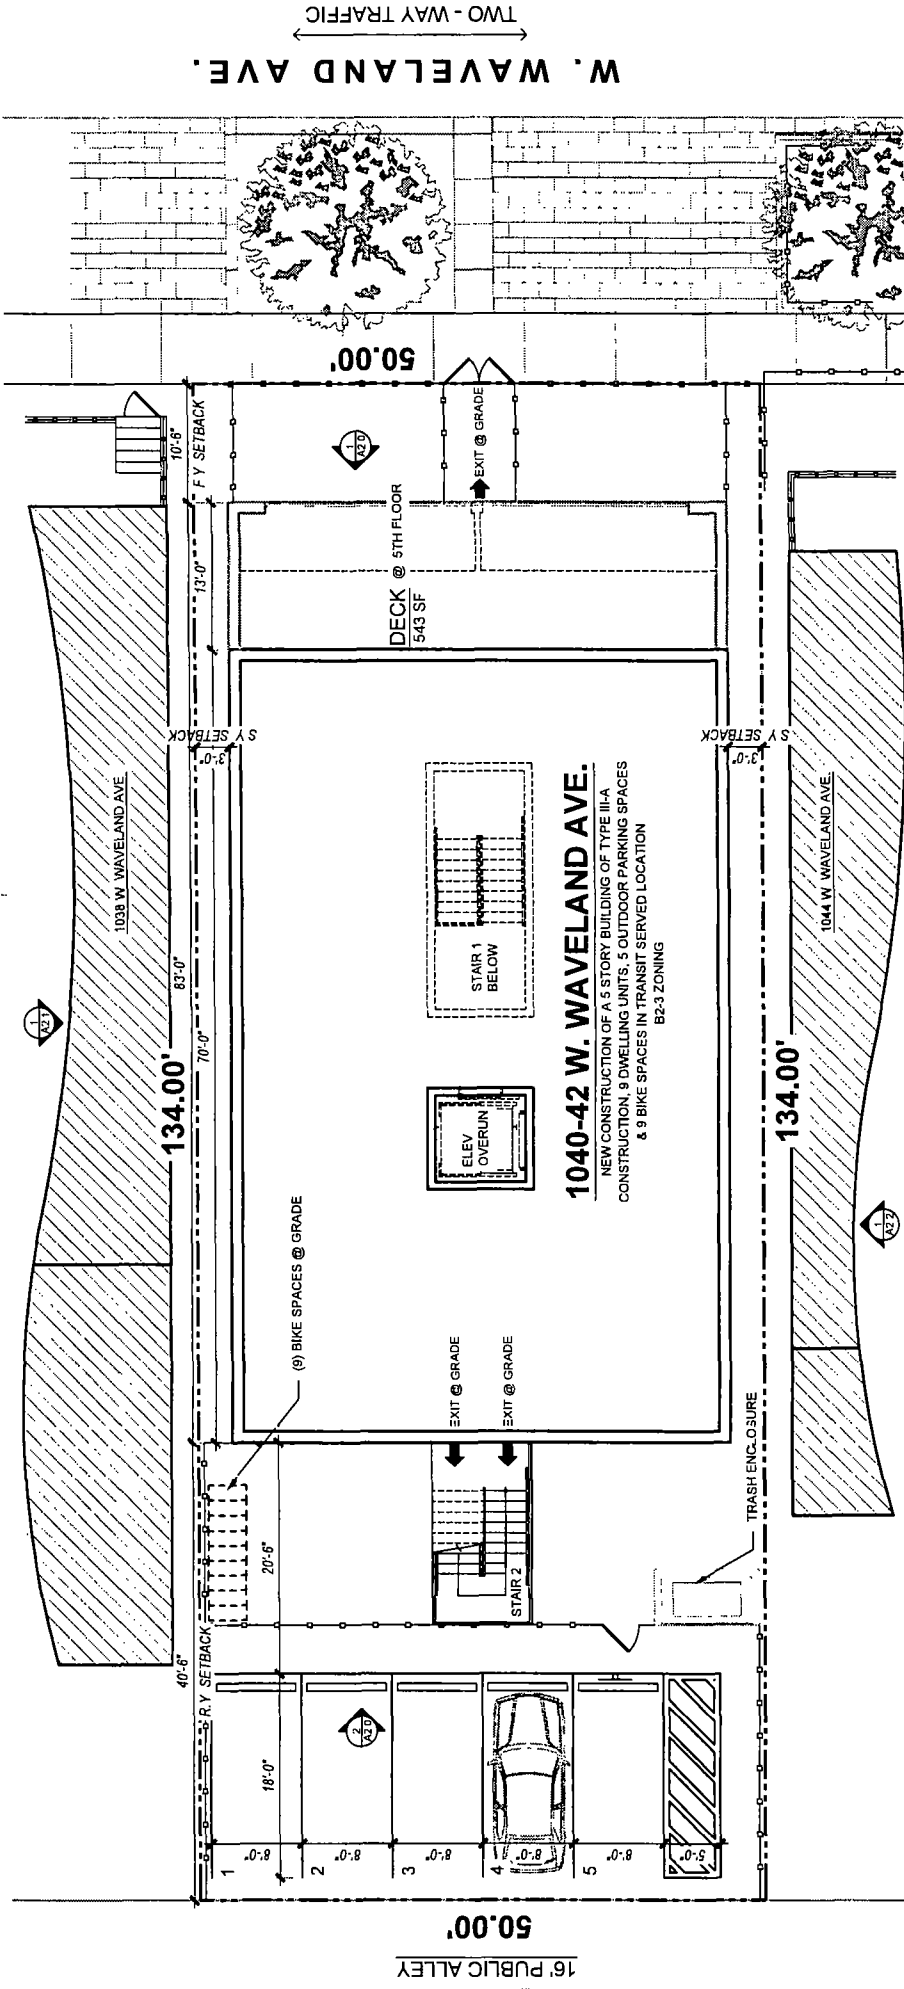 TWO - WAY TRAFFIC
W. WAVELAND AVE.
50.00'
10'-6"
F Y SETBACK
1
A2 0
EXIT @ GRADE
13'-0"
DECK @ 5TH FLOOR
543 SF
S Y SETBACK
3'-0"
S Y SETBACK
3'-0"
1038 W WAVELAND AVE
1044 W WAVELAND AVE.
83'-0"
70'-0"
134.00'
134.00'
1
A2 1
1
A2 2
STAIR 1
BELOW
ELEV
OVERUN
1040-42 W. WAVELAND AVE.
NEW CONSTRUCTION OF A 5 STORY BUILDING OF TYPE III-A
CONSTRUCTION, 9 DWELLING UNITS, 5 OUTDOOR PARKING SPACES
& 9 BIKE SPACES IN TRANSIT SERVED LOCATION
B2-3 ZONING
(9) BIKE SPACES @ GRADE
EXIT @ GRADE
EXIT @ GRADE
TRASH ENCLOSURE
STAIR 2
20'-6"
40'-6"
R.Y SETBACK
18'-0"
2
A2 0
1
8'-0"
2
8'-0"
3
8'-0"
4
8'-0"
5
8'-0"
5'-0"
50.00'
16' PUBLIC ALLEY